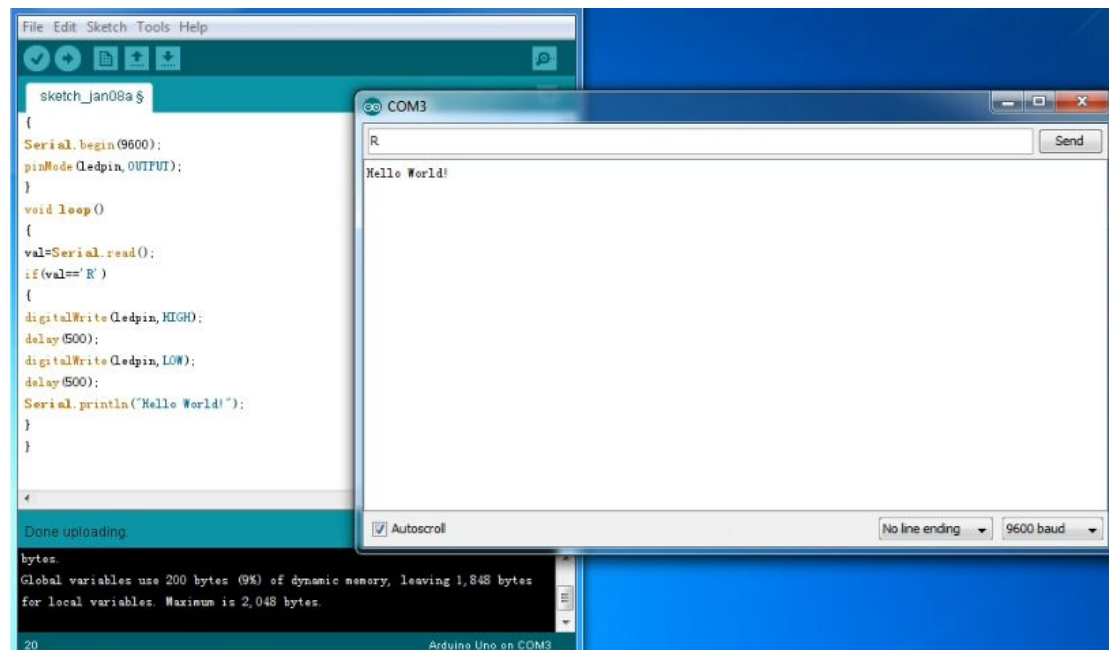 File Edit Sketch Tools Help
sketch_jan08a §
{
Serial.begin(9600);
pinMode(ledpin,OUTPUT);
}
void loop()
{
val=Serial.read();
if(val=='R')
{
digitalWrite(ledpin,HIGH);
delay(500);
digitalWrite(ledpin,LOW);
delay(500);
Serial.println("Hello World!");
}
}
Done uploading.
bytes.
Global variables use 200 bytes (9%) of dynamic memory, leaving 1,848 bytes
for local variables. Maximum is 2,048 bytes.
20 Arduino Uno on COM3
COM3
R Send
Hello World!
Autoscroll No line ending 9600 baud